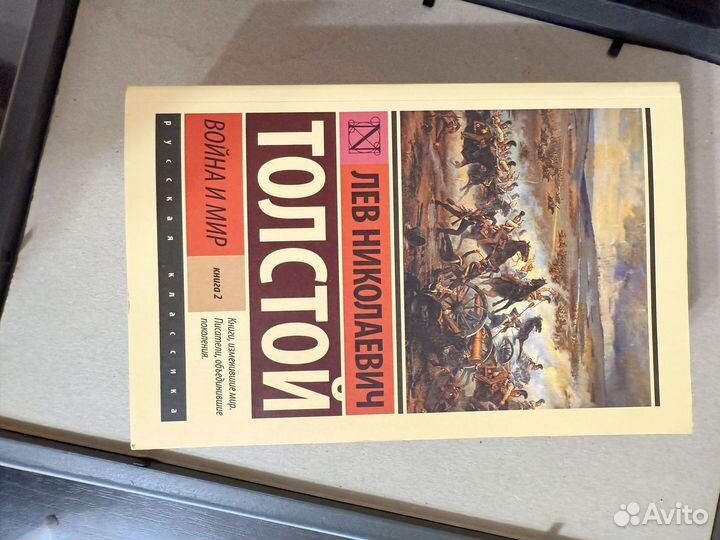 ЛЕВ НИКОЛАЕВИЧ
ТОЛСТОЙ
ВОЙНА И МИР
книга 2
Книги, изменившие мир.
Писатели, объединившие
поколения.
РУССКАЯ КЛАССИКА
Avito